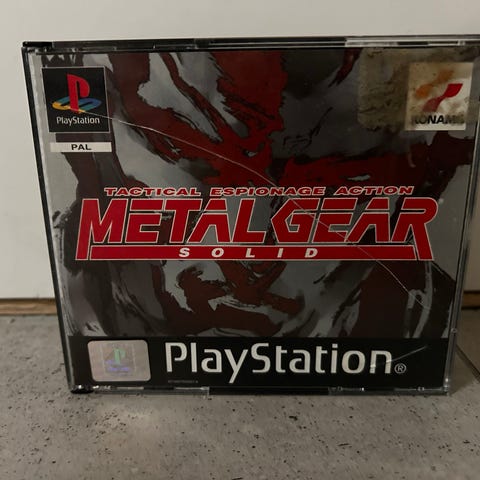 PlayStation
PAL
KONAMI
TACTICAL ESPIONAGE ACTION
METAL GEAR
SOLID
PlayStation®